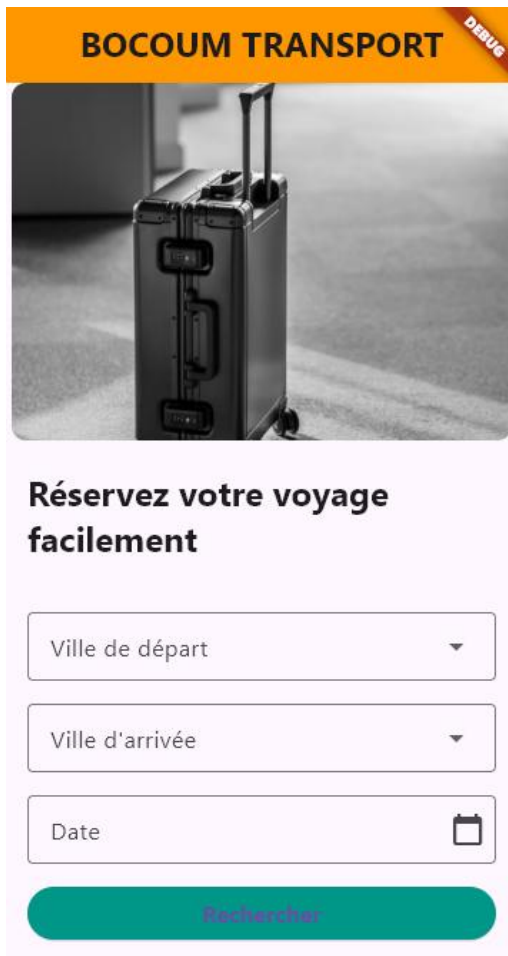 BOCOUM TRANSPORT
DEBUG
Réservez votre voyage
facilement
Ville de départ
Ville d'arrivée
Date
Rechercher